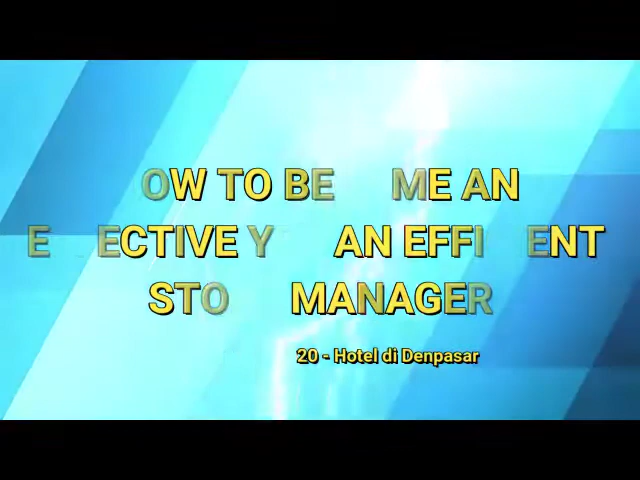 OW TO BE ME AN
E ECTIVE Y AN EFFI ENT
STO MANAGER
20 - Hotel di Denpasar